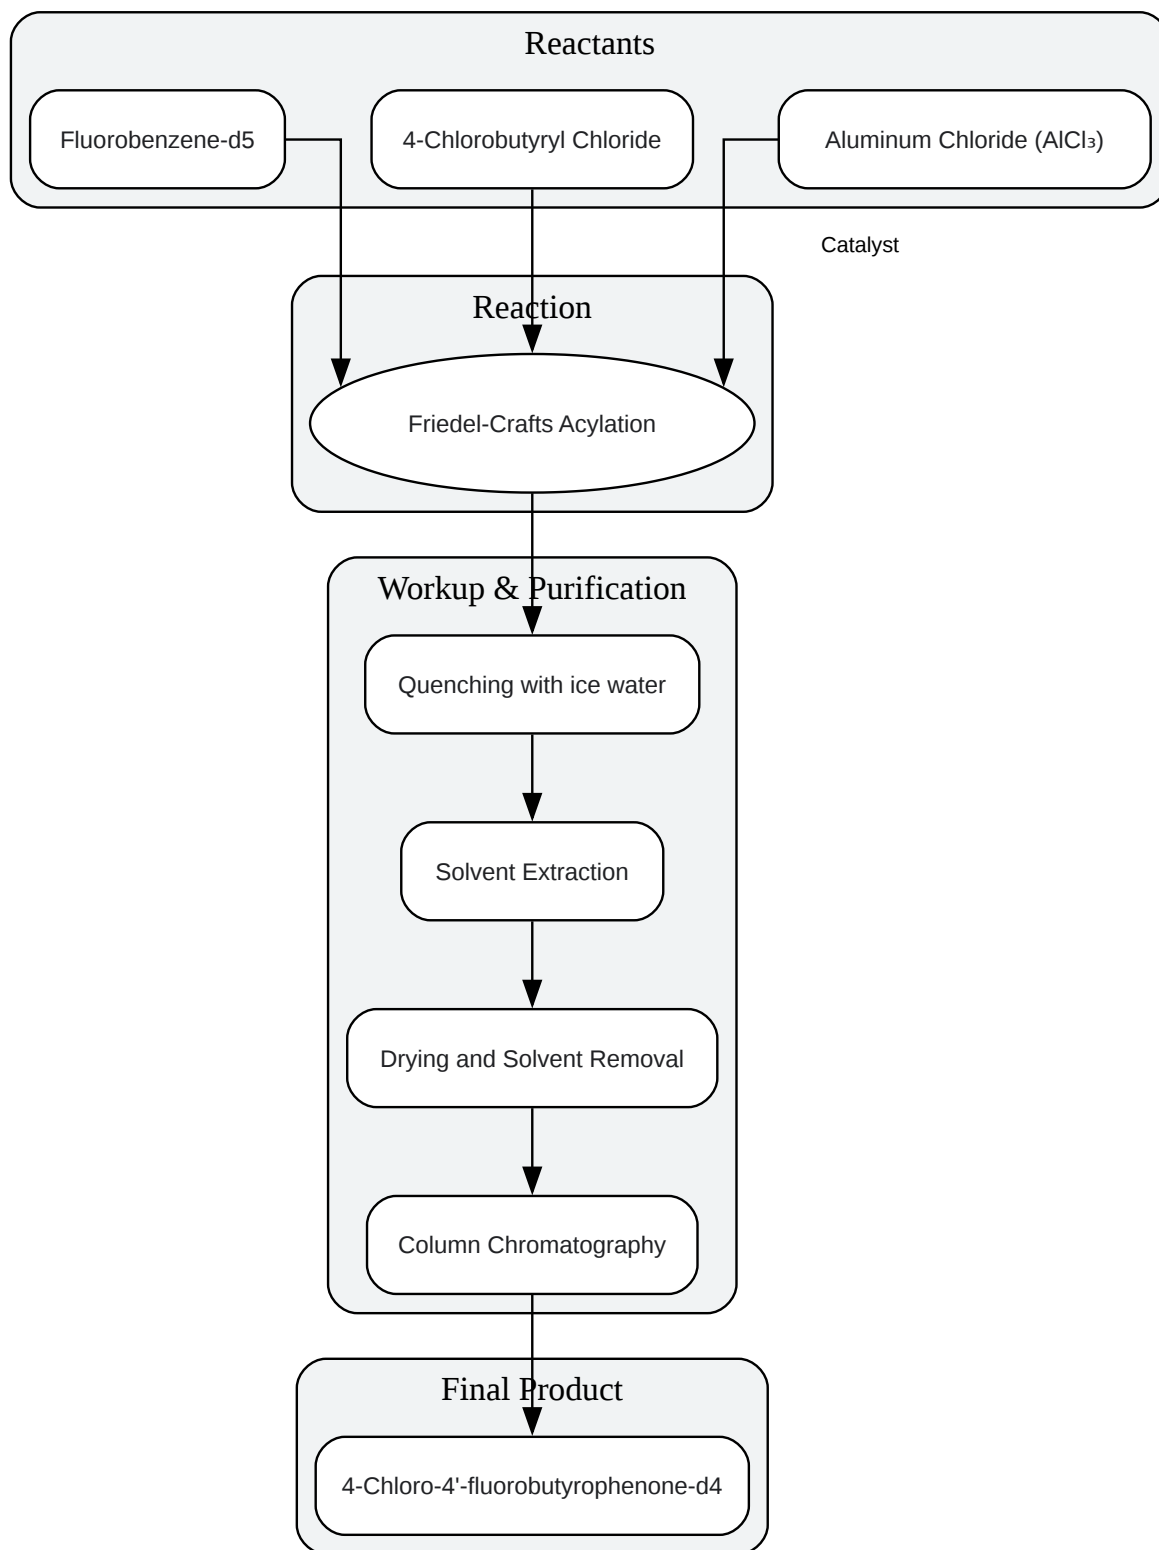 Reactants
Fluorobenzene-d5
4-Chlorobutyryl Chloride
Aluminum Chloride (AlCl₃)
Catalyst
Reaction
Friedel-Crafts Acylation
Workup & Purification
Quenching with ice water
Solvent Extraction
Drying and Solvent Removal
Column Chromatography
Final Product
4-Chloro-4'-fluorobutyrophenone-d4